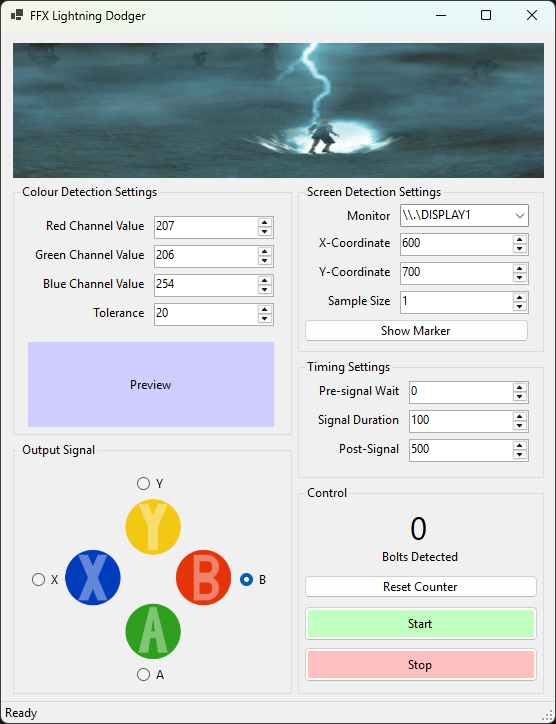 FFX Lightning Dodger
Colour Detection Settings
Red Channel Value 207
Green Channel Value 206
Blue Channel Value 254
Tolerance 20
Preview
Screen Detection Settings
Monitor \\.\DISPLAY1
X-Coordinate 600
Y-Coordinate 700
Sample Size 1
Show Marker
Timing Settings
Pre-signal Wait 0
Signal Duration 100
Post-Signal 500
Output Signal
Y
Y
X X B B
A
A
Control
0
Bolts Detected
Reset Counter
Start
Stop
Ready